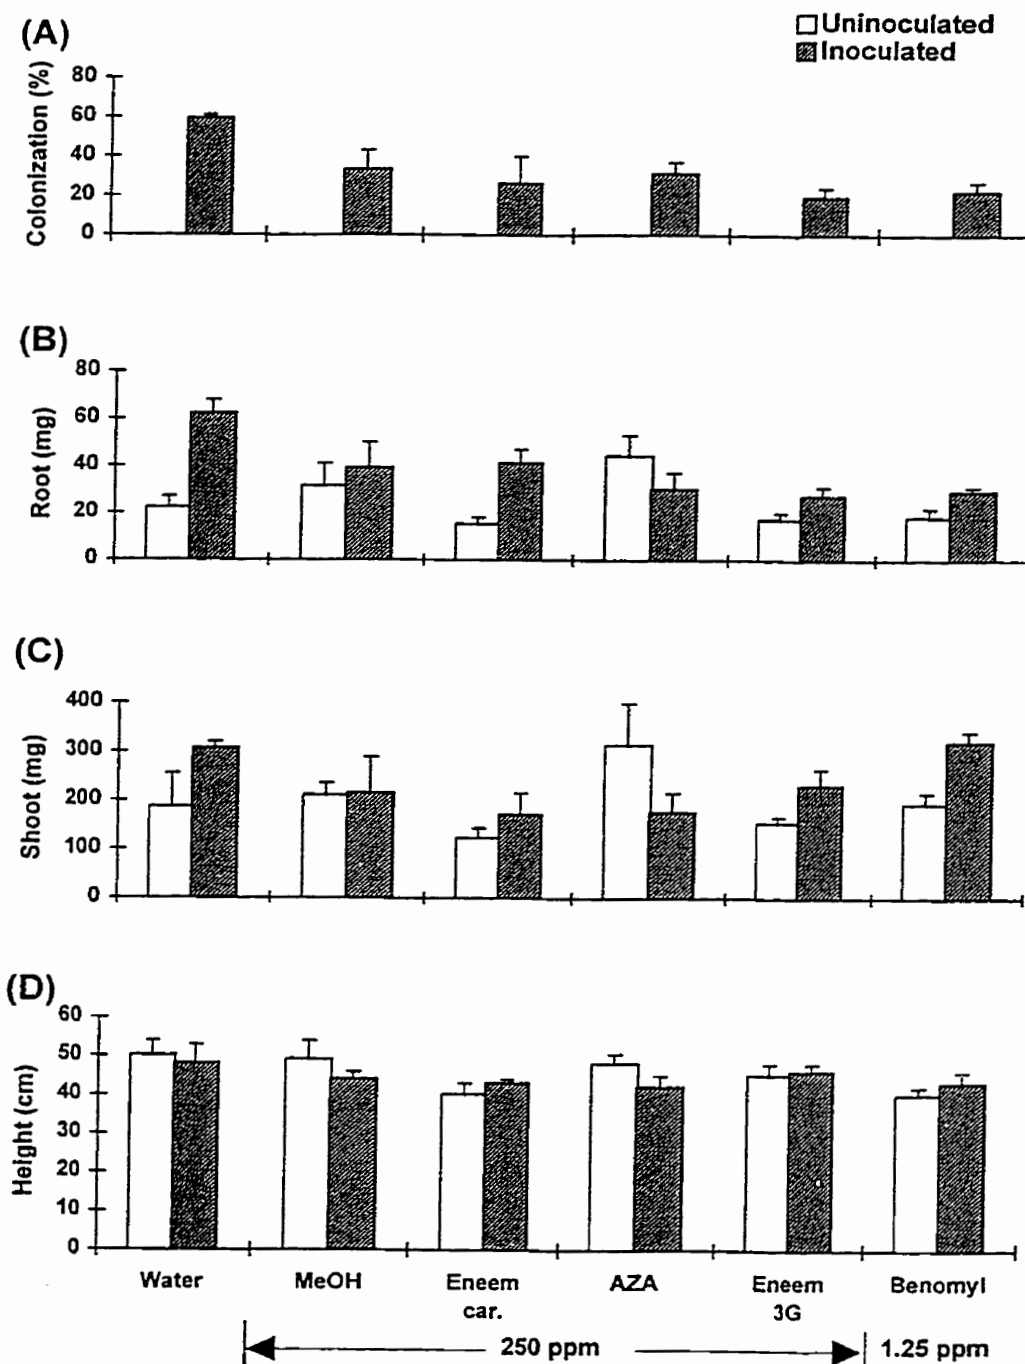 (A)
Uninoculated
Inoculated
Colonization (%)
80
60
40
20
0
(B)
Root (mg)
80
60
40
20
0
(C)
Shoot (mg)
400
300
200
100
0
(D)
Height (cm)
60
50
40
30
20
10
0
Water MeOH Eneem AZA Eneem Benomyl
car. 3G
250 ppm 1.25 ppm